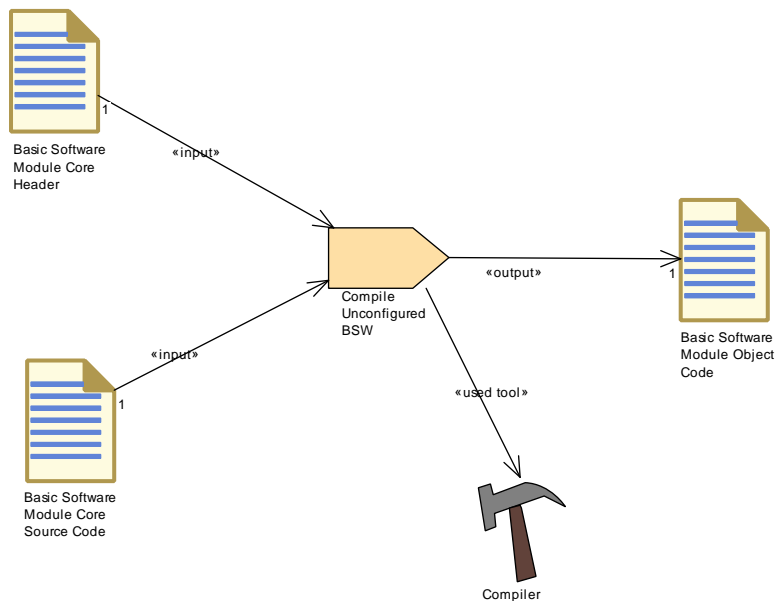 1
Basic Software
Module Core
Header
«input»
Compile
Unconfigured
BSW
«output»
1
Basic Software
Module Object
Code
«input»
1
Basic Software
Module Core
Source Code
«used tool»
Compiler